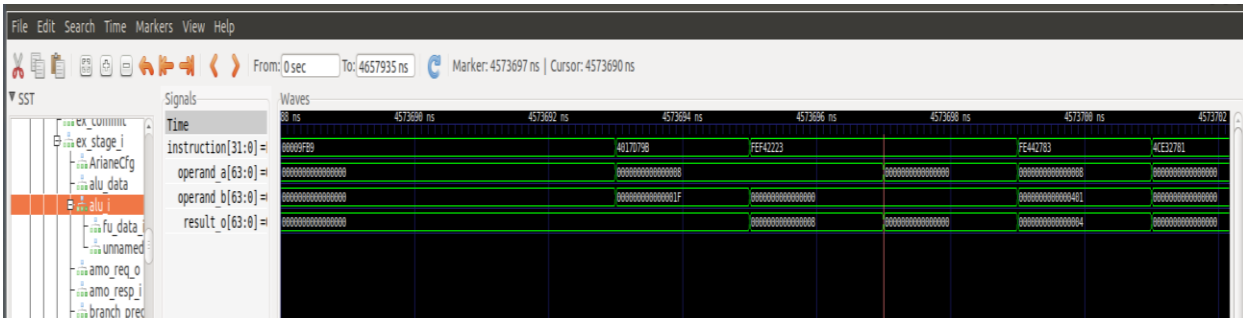 File Edit Search Time Markers View Help
From: 0 sec To: 4657935 ns Marker: 4573697 ns | Cursor: 4573690 ns
SST Signals Waves
ex_commit
ex_stage_i
ArianeCfg
alu_data
alu_i
fu_data_i
unnamed
amo_req_o
amo_resp_i
branch_pred
Time 88 ns 4573690 ns 4573692 ns 4573694 ns 4573696 ns 4573698 ns 4573700 ns 4573702
instruction[31:0] = 00009FB9 4017D79B FEF42223 FE442783 4CE32781
operand_a[63:0] = 0000000000000000 0000000000000008 0000000000000000 0000000000000008 0000000000000000
operand_b[63:0] = 0000000000000000 000000000000001F 0000000000000000 0000000000000401 0000000000000000
result_o[63:0] = 0000000000000000 0000000000000008 0000000000000000 0000000000000004 0000000000000000